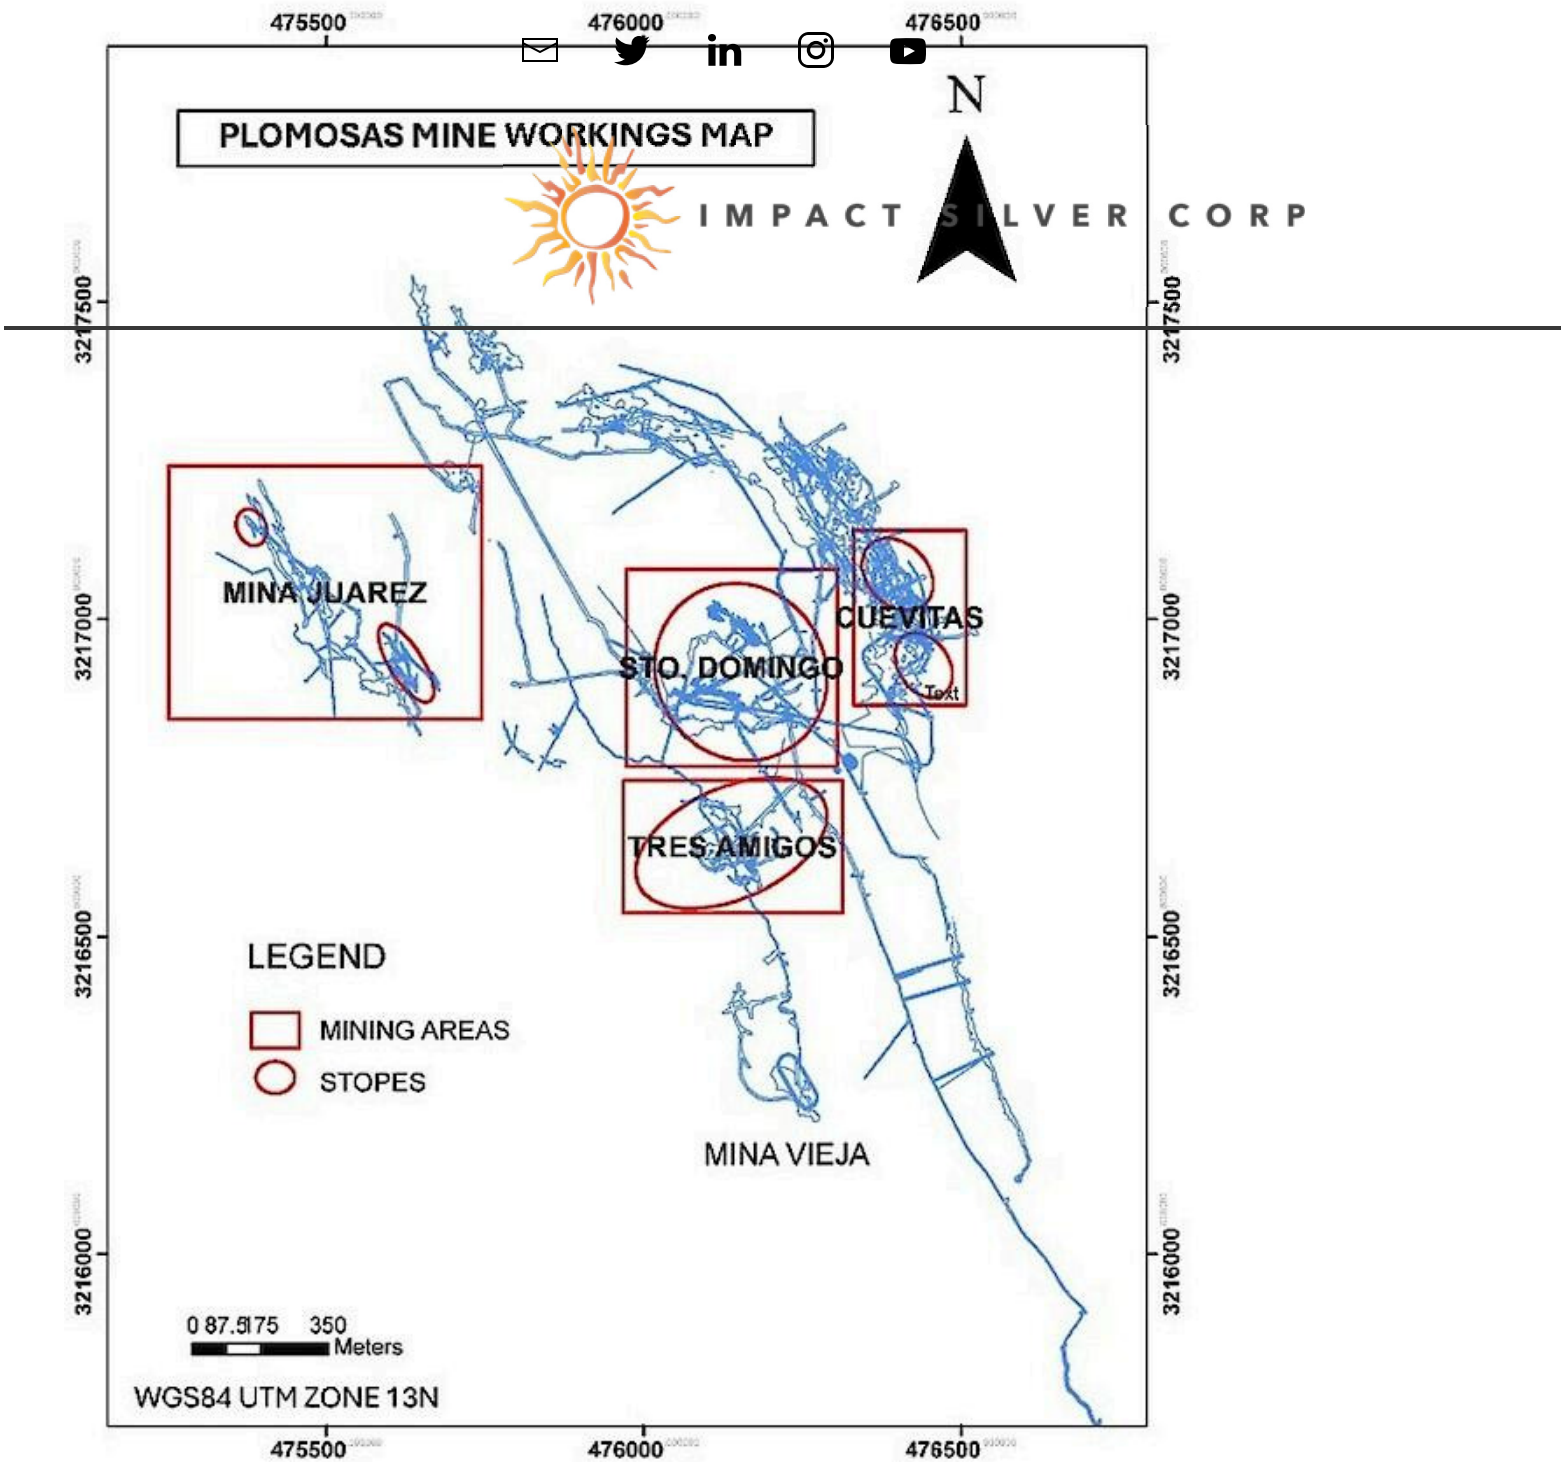 475500 476000 476500
N
PLOMOSAS MINE WORKINGS MAP
IMPACT SILVER CORP
3217500 3217500
MINA JUAREZ
3217000 3217000
CUEVITAS
STO. DOMINGO
Text
TRES AMIGOS
3216500 3216500
LEGEND
MINING AREAS
STOPES
MINA VIEJA
3216000 3216000
0 87.5 175 350
Meters
WGS84 UTM ZONE 13N
475500 476000 476500